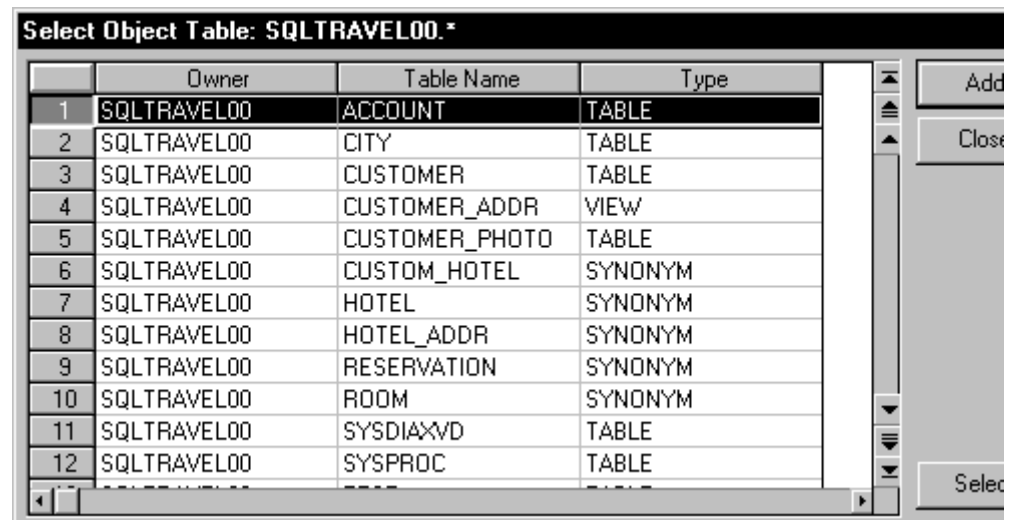 Select Object Table: SQLTRAVEL00.*
Owner Table Name Type
1 SQLTRAVEL00 ACCOUNT TABLE
2 SQLTRAVEL00 CITY TABLE
3 SQLTRAVEL00 CUSTOMER TABLE
4 SQLTRAVEL00 CUSTOMER_ADDR VIEW
5 SQLTRAVEL00 CUSTOMER_PHOTO TABLE
6 SQLTRAVEL00 CUSTOM_HOTEL SYNONYM
7 SQLTRAVEL00 HOTEL SYNONYM
8 SQLTRAVEL00 HOTEL_ADDR SYNONYM
9 SQLTRAVEL00 RESERVATION SYNONYM
10 SQLTRAVEL00 ROOM SYNONYM
11 SQLTRAVEL00 SYSDIAXVD TABLE
12 SQLTRAVEL00 SYSPROC TABLE
Add
Close
Selec